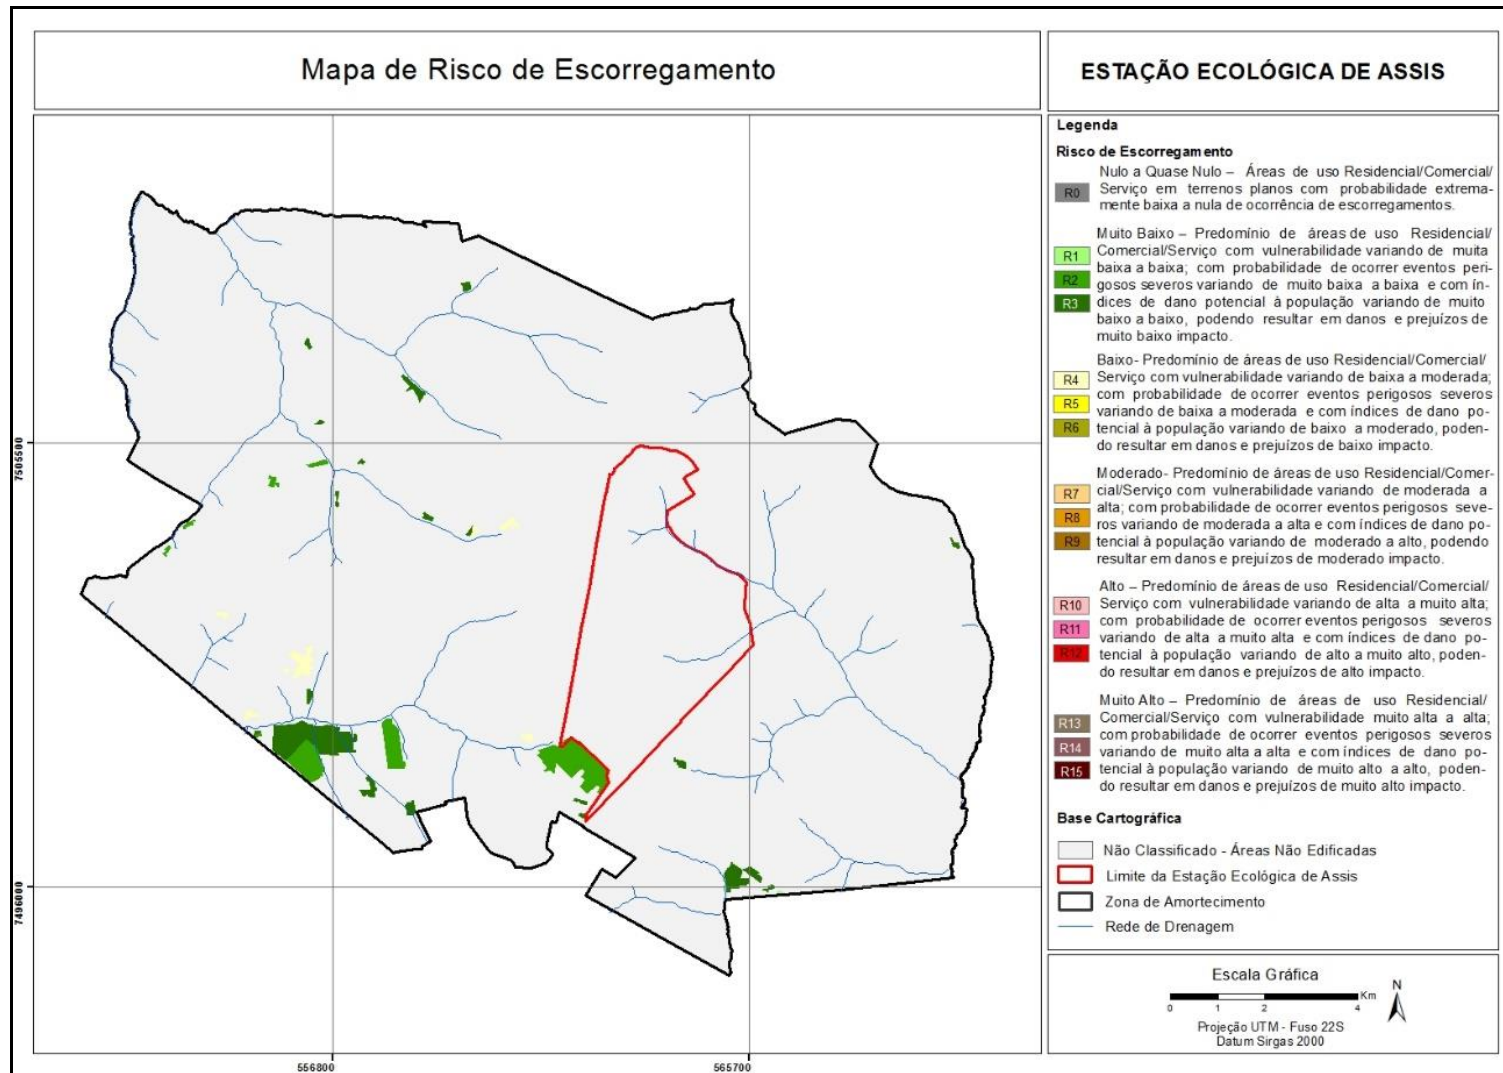 Mapa de Risco de Escorregamento
ESTAÇÃO ECOLÓGICA DE ASSIS
7505500
7496000
556800
565700
Legenda
Risco de Escorregamento
R0
Nulo a Quase Nulo – Áreas de uso Residencial/Comercial/
Serviço em terrenos planos com probabilidade extrema-
mente baixa a nula de ocorrência de escorregamentos.
R1
R2
R3
Muito Baixo – Predomínio de áreas de uso Residencial/
Comercial/Serviço com vulnerabilidade variando de muita
baixa a baixa; com probabilidade de ocorrer eventos peri-
gosos severos variando de muito baixa a baixa e com ín-
dices de dano potencial à população variando de muito
baixo a baixo, podendo resultar em danos e prejuízos de
muito baixo impacto.
R4
R5
R6
Baixo- Predomínio de áreas de uso Residencial/Comercial/
Serviço com vulnerabilidade variando de baixa a moderada;
com probabilidade de ocorrer eventos perigosos severos
variando de baixa a moderada e com índices de dano po-
tencial à população variando de baixo a moderado, poden-
do resultar em danos e prejuízos de baixo impacto.
R7
R8
R9
Moderado- Predomínio de áreas de uso Residencial/Comer-
cial/Serviço com vulnerabilidade variando de moderada a
alta; com probabilidade de ocorrer eventos perigosos seve-
ros variando de moderada a alta e com índices de dano po-
tencial à população variando de moderado a alto, podendo
resultar em danos e prejuízos de moderado impacto.
R10
R11
R12
Alto – Predomínio de áreas de uso Residencial/Comercial/
Serviço com vulnerabilidade variando de alta a muito alta;
com probabilidade de ocorrer eventos perigosos severos
variando de alta a muito alta e com índices de dano po-
tencial à população variando de alto a muito alto, poden-
do resultar em danos e prejuízos de alto impacto.
R13
R14
R15
Muito Alto – Predomínio de áreas de uso Residencial/
Comercial/Serviço com vulnerabilidade muito alta a alta;
com probabilidade de ocorrer eventos perigosos severos
variando de muito alta a alta e com índices de dano po-
tencial à população variando de muito alto a alto, poden-
do resultar em danos e prejuízos de muito alto impacto.
Base Cartográfica
Não Classificado - Áreas Não Edificadas
Limite da Estação Ecológica de Assis
Zona de Amortecimento
Rede de Drenagem
Escala Gráfica
Km
0 1 2 4
N
Projeção UTM - Fuso 22S
Datum Sirgas 2000